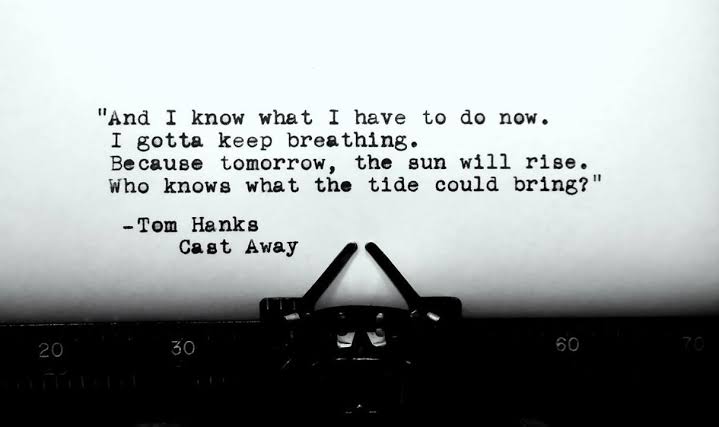 "And I know what I have to do now.
I gotta keep breathing.
Because tomorrow, the sun will rise.
Who knows what the tide could bring?"
-Tom Hanks
Cast Away
20 30 60 70